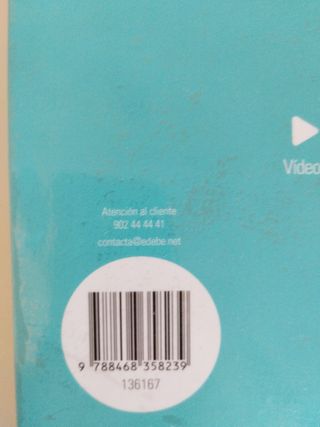 Vídeo
Atención al cliente
902 44 44 41
contacta@edebe.net
9 788468 358239
136167